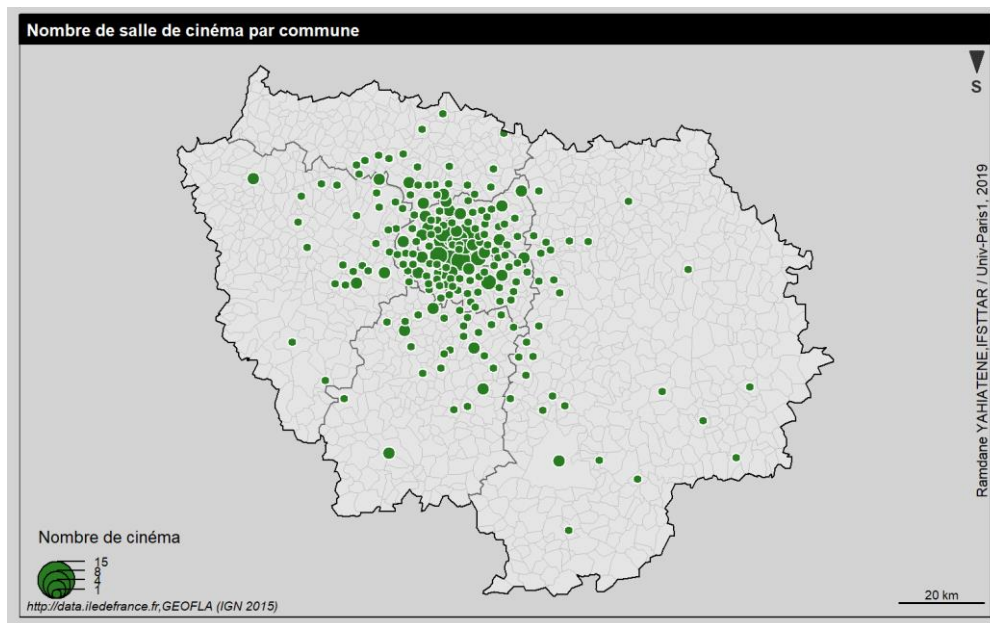 Nombre de salle de cinéma par commune
S
Ramdane YAHIATENE,IFSTTAR / Univ-Paris1, 2019
Nombre de cinéma
15
8
4
1
http://data.iledefrance.fr,GEOFLA (IGN 2015)
20 km